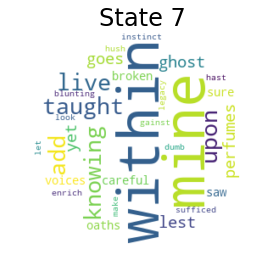 State 7
instinct
hush
goes
ghost
broken
hast
live
blunting
legacy
sure
taught
within
mine
gainst
look
upon
perfumes
yet
knowing
let
add
dumb
voices
careful
saw
enrich
make
sufficed
oaths
lest